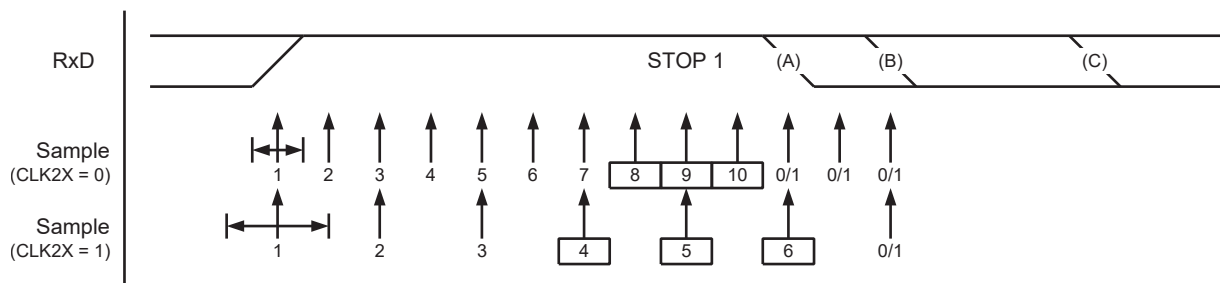 RxD STOP 1 (A) (B) (C)
Sample
(CLK2X = 0)
1 2 3 4 5 6 7 8 9 10 0/1 0/1 0/1
Sample
(CLK2X = 1)
1 2 3 4 5 6 0/1